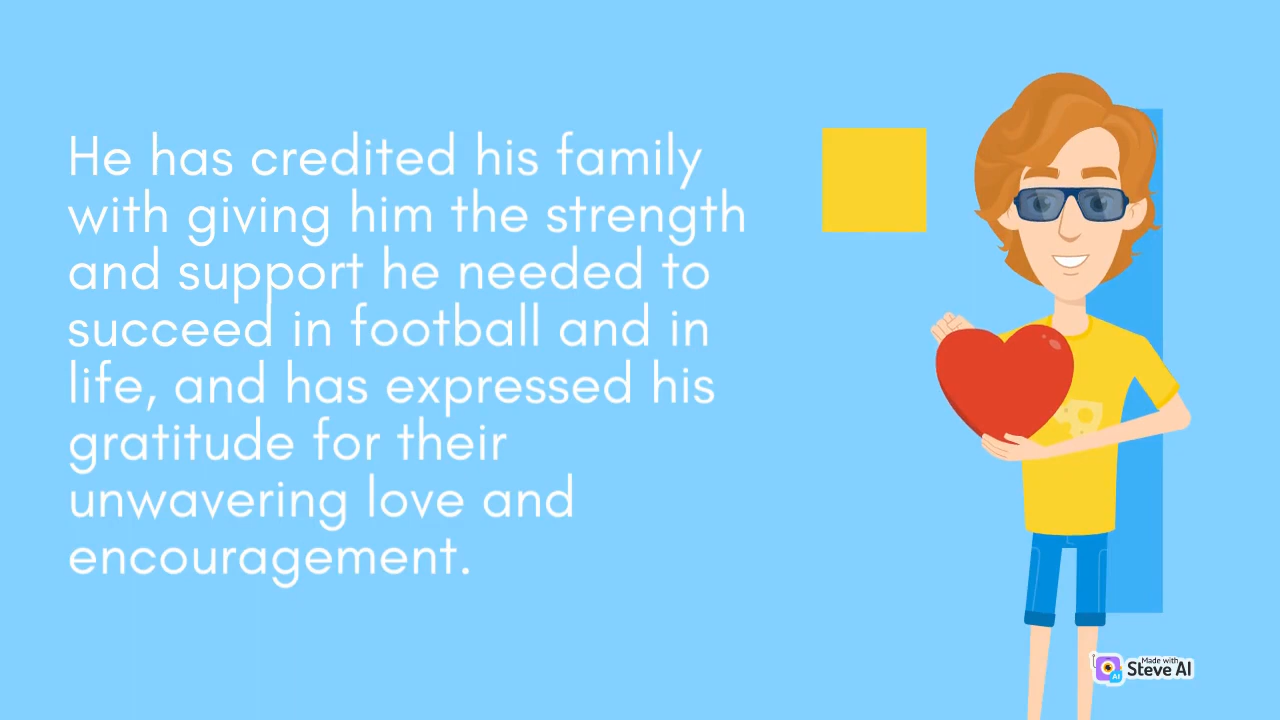 He has credited his family
with giving him the strength
and support he needed to
succeed in football and in
life, and has expressed his
gratitude for their
unwavering love and
encouragement.
Made with
Steve AI
AI